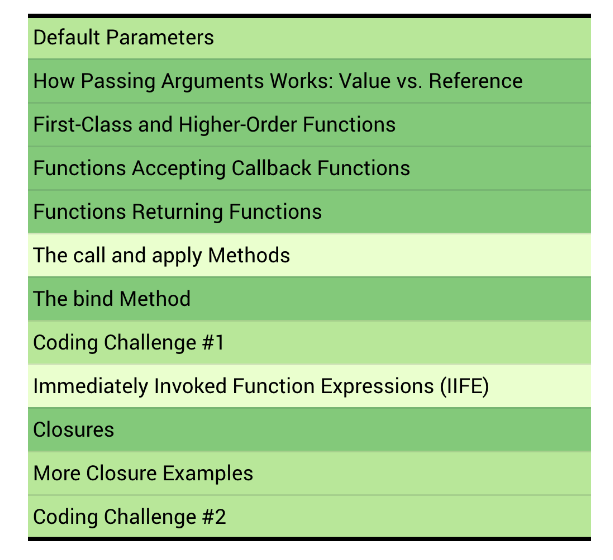 Default Parameters
How Passing Arguments Works: Value vs. Reference
First-Class and Higher-Order Functions
Functions Accepting Callback Functions
Functions Returning Functions
The call and apply Methods
The bind Method
Coding Challenge #1
Immediately Invoked Function Expressions (IIFE)
Closures
More Closure Examples
Coding Challenge #2